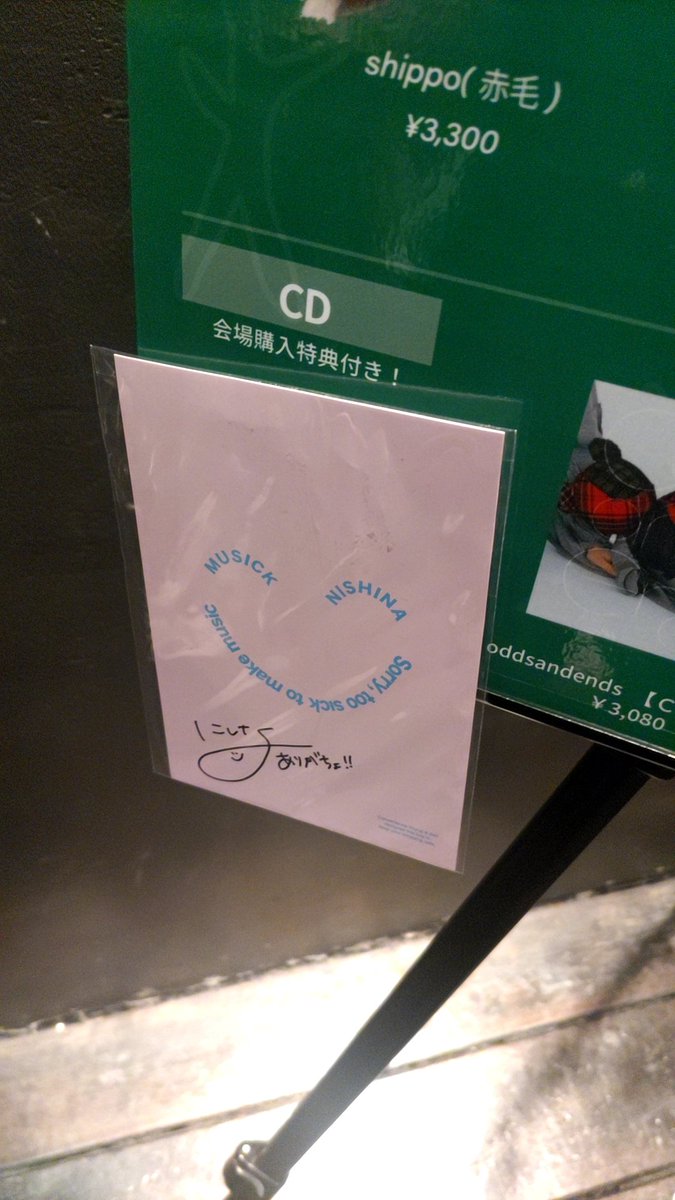 shippo(赤毛)
¥3,300
CD
会場購入特典付き！
MUSICK
NISHINA
Sorry, too sick to make music
にしな
ありがちょ!!
oddsandends 【C
¥3,080